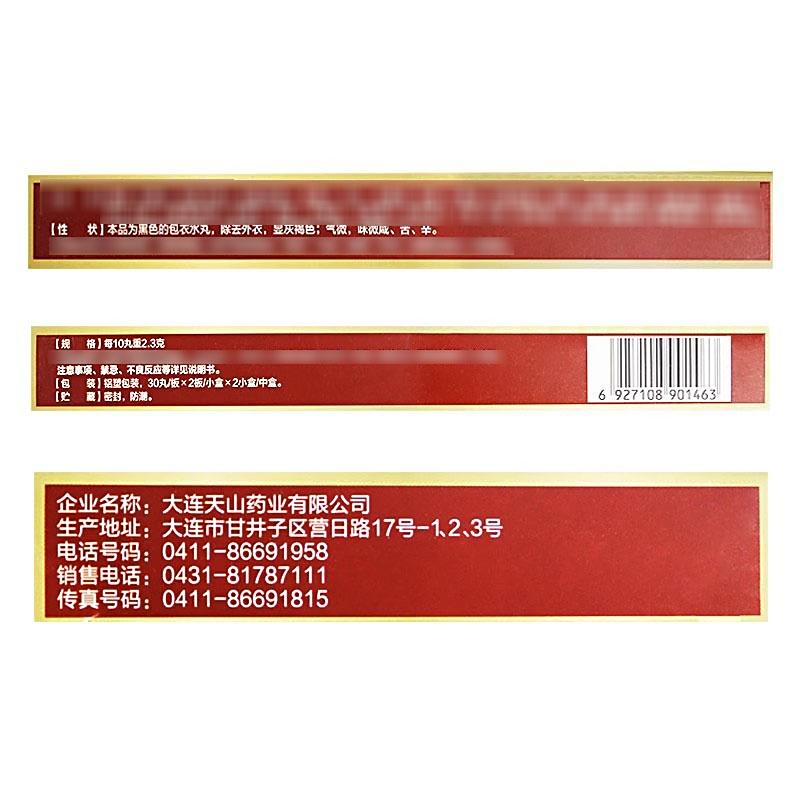 【性 状】本品为黑色的包衣水丸，除去外衣，显灰褐色；气微，味微咸、苦、辛。
【规 格】每10丸重2.3克
注意事项、禁忌、不良反应等详见说明书。
【包 装】铝塑包装，30丸/板×2板/小盒×2小盒/中盒。
【贮 藏】密封，防潮。
6 927108 901463
企业名称：大连天山药业有限公司
生产地址：大连市甘井子区营日路17号-1、2、3号
电话号码：0411-86691958
销售电话：0431-81787111
传真号码：0411-86691815